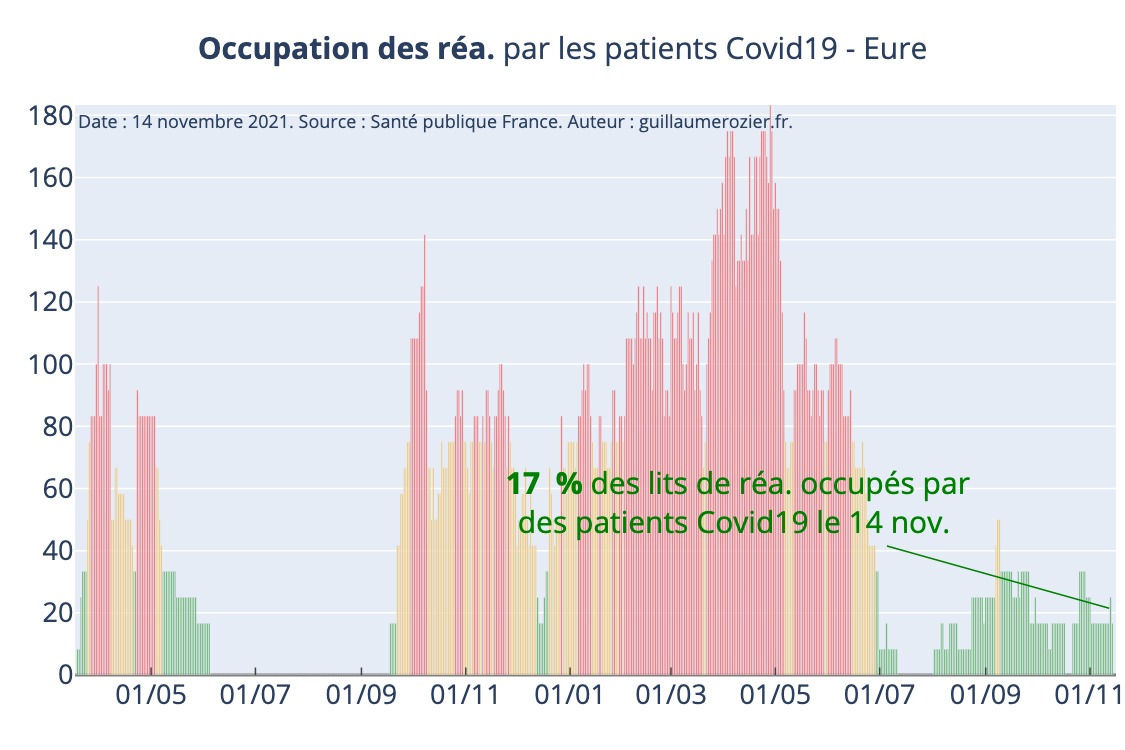 Occupation des réa. par les patients Covid19 - Eure
Date : 14 novembre 2021. Source : Santé publique France. Auteur : guillaumerozier.fr.
180
160
140
120
100
80
60
40
20
0
17 % des lits de réa. occupés par
des patients Covid19 le 14 nov.
01/05 01/07 01/09 01/11 01/01 01/03 01/05 01/07 01/09 01/11